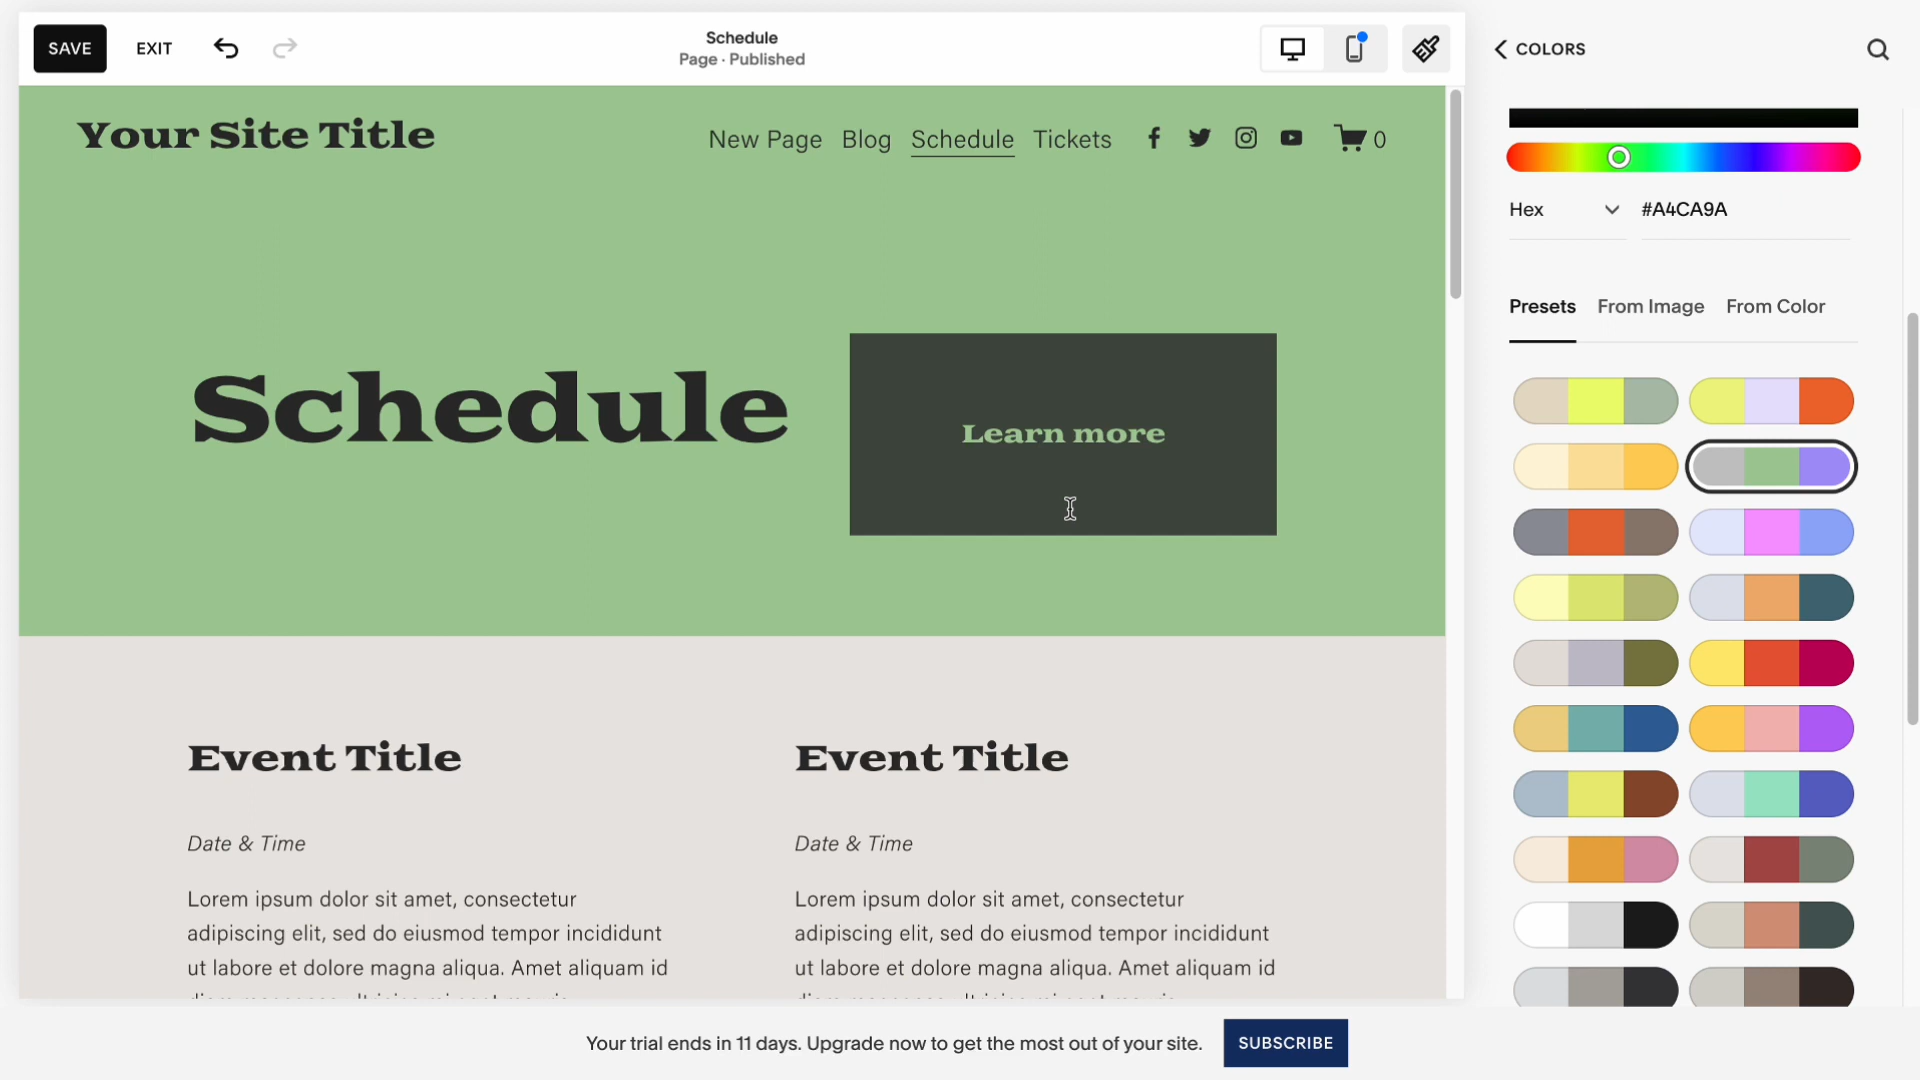 SAVE
EXIT
Schedule
Page · Published
COLORS
Your Site Title
New Page
Blog
Schedule
Tickets
0
Hex
#A4CA9A
Presets
From Image
From Color
Schedule
Learn more
Event Title
Date & Time
Lorem ipsum dolor sit amet, consectetur
adipiscing elit, sed do eiusmod tempor incididunt
ut labore et dolore magna aliqua. Amet aliquam id
Event Title
Date & Time
Lorem ipsum dolor sit amet, consectetur
adipiscing elit, sed do eiusmod tempor incididunt
ut labore et dolore magna aliqua. Amet aliquam id
Your trial ends in 11 days. Upgrade now to get the most out of your site.
SUBSCRIBE